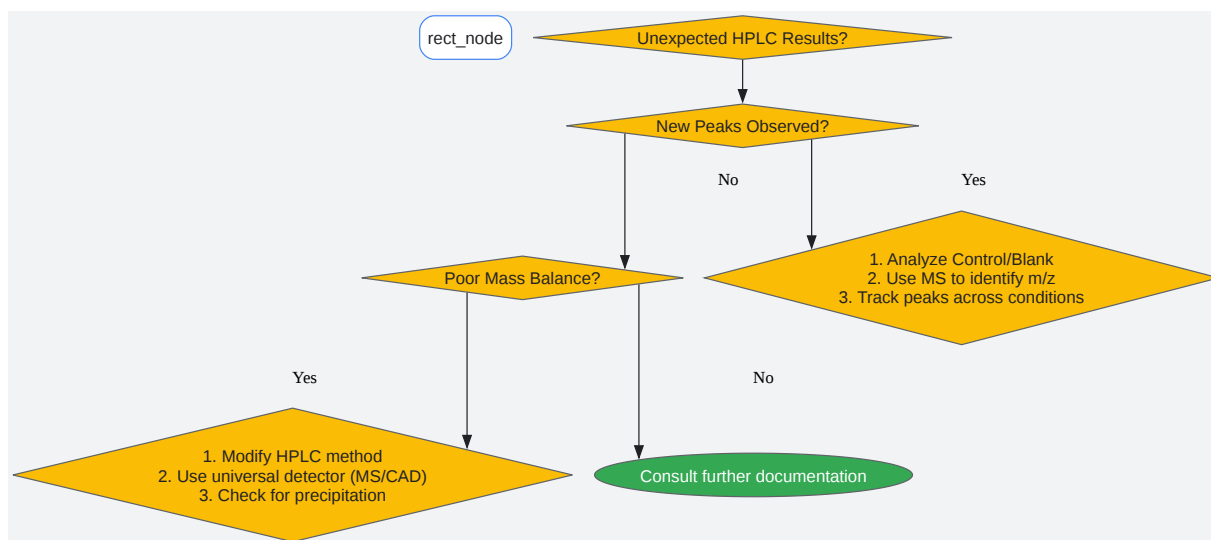 rect_node
Unexpected HPLC Results?
New Peaks Observed?
No
Yes
Poor Mass Balance?
1. Analyze Control/Blank
2. Use MS to identify m/z
3. Track peaks across conditions
Yes
No
1. Modify HPLC method
2. Use universal detector (MS/CAD)
3. Check for precipitation
Consult further documentation